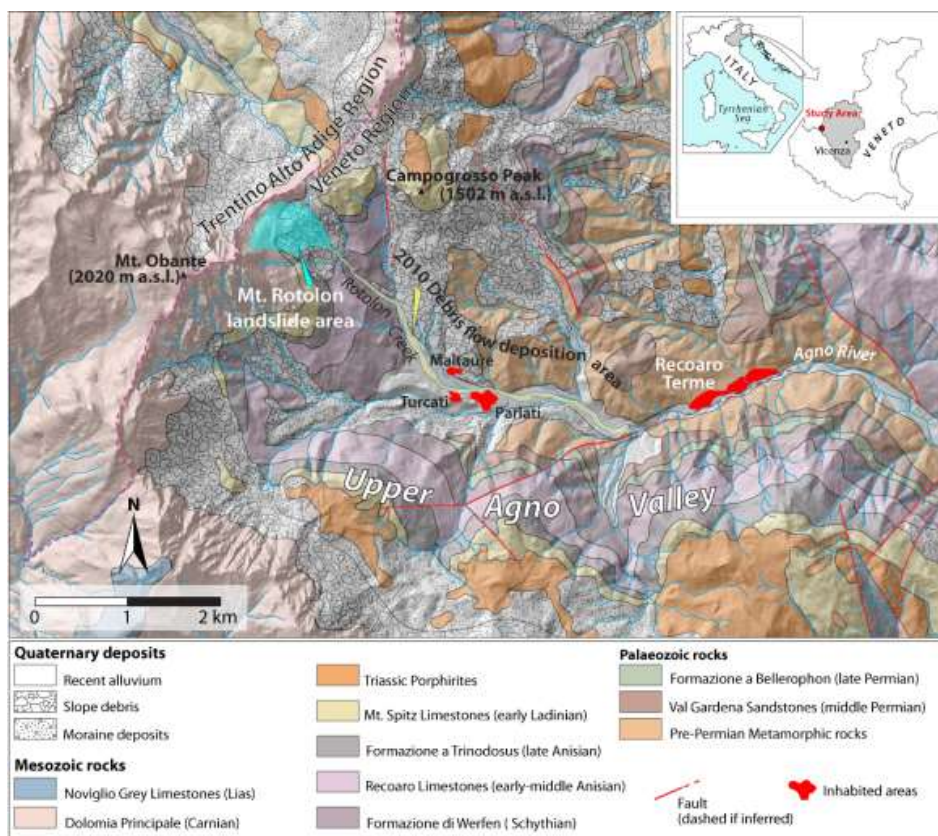 Trentino Alto Adige Region
Veneto Region
Campogrosso Peak
(1502 m a.s.l.)
Mt. Obante
(2020 m a.s.l.)
Mt. Rotolon
landslide area
Rotolon Creek
2010 Debris flow deposition area
Maltaure
Turcati
Parlati
Recoaro
Terme
Agno River
Upper Agno Valley
N
0 1 2 km
ITALY
Tyrrhenian
Sea
Study Area
Vicenza
VENETO
Quaternary deposits
Recent alluvium
Slope debris
Moraine deposits
Mesozoic rocks
Noviglio Grey Limestones (Lias)
Dolomia Principale (Carnian)
Triassic Porphirites
Mt. Spitz Limestones (early Ladinian)
Formazione a Trinodosus (late Anisian)
Recoaro Limestones (early-middle Anisian)
Formazione di Werfen ( Schythian)
Palaeozoic rocks
Formazione a Bellerophon (late Permian)
Val Gardena Sandstones (middle Permian)
Pre-Permian Metamorphic rocks
Fault
(dashed if inferred)
Inhabited areas